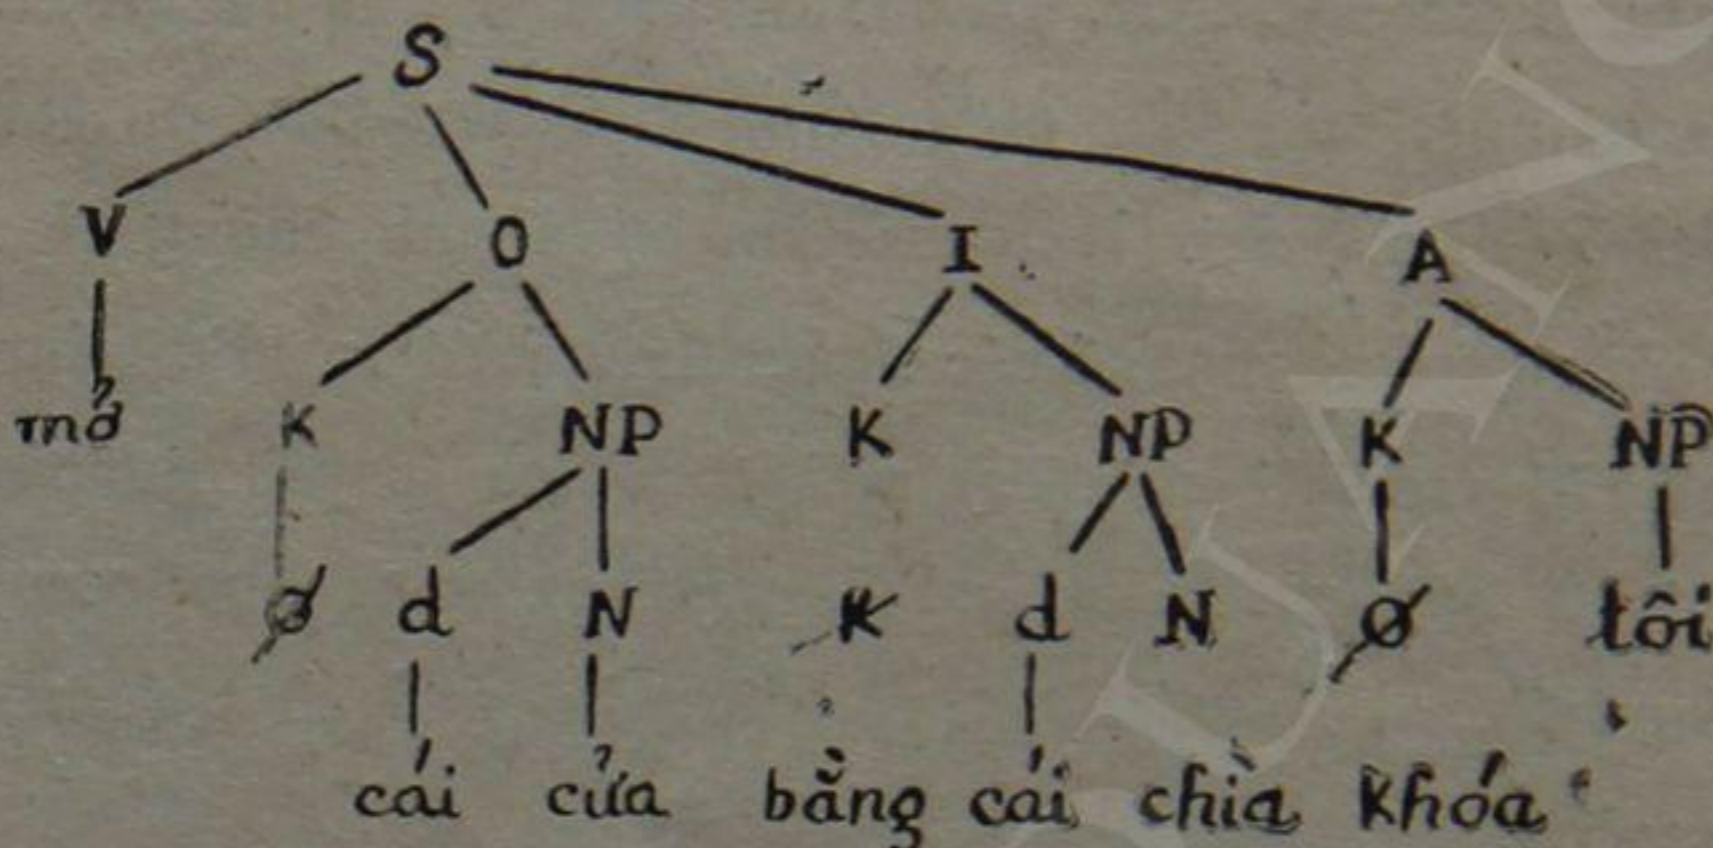 S
V O I A
mở K NP K NP K NP
Ø d N K d N Ø tôi
cái cửa bằng cái chìa khóa